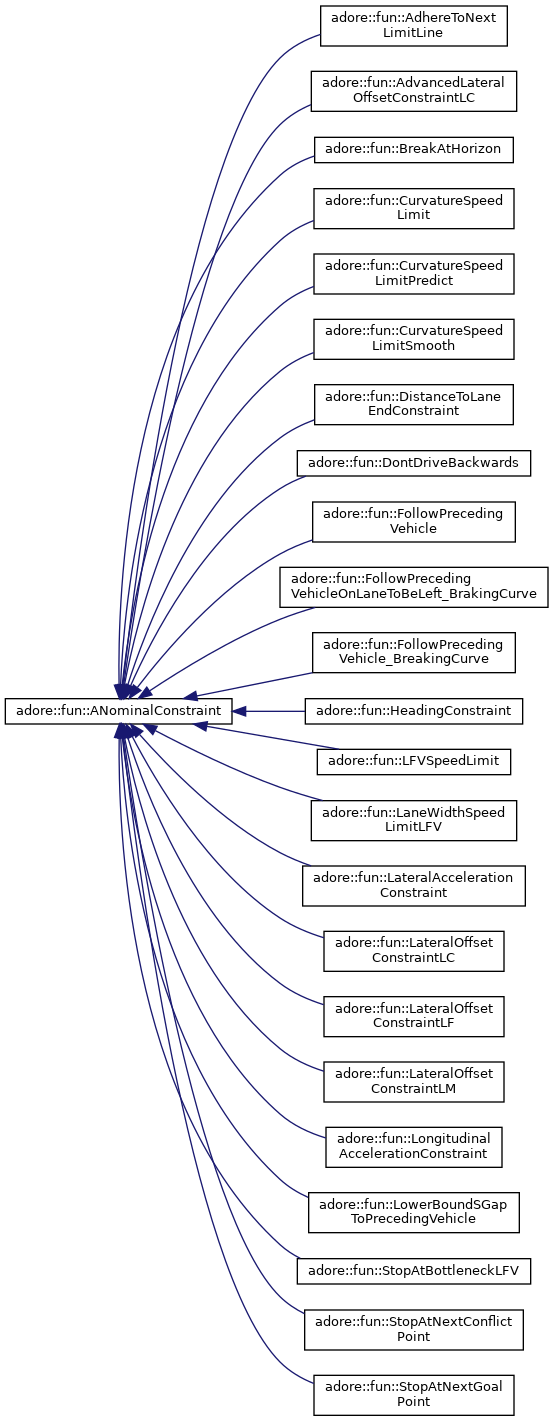 adore::fun::AdhereToNext
LimitLine
adore::fun::AdvancedLateral
OffsetConstraintLC
adore::fun::BreakAtHorizon
adore::fun::CurvatureSpeed
Limit
adore::fun::CurvatureSpeed
LimitPredict
adore::fun::CurvatureSpeed
LimitSmooth
adore::fun::DistanceToLane
EndConstraint
adore::fun::DontDriveBackwards
adore::fun::FollowPreceding
Vehicle
adore::fun::FollowPreceding
VehicleOnLaneToBeLeft_BrakingCurve
adore::fun::FollowPreceding
Vehicle_BreakingCurve
adore::fun::ANominalConstraint
adore::fun::HeadingConstraint
adore::fun::LFVSpeedLimit
adore::fun::LaneWidthSpeed
LimitLFV
adore::fun::LateralAcceleration
Constraint
adore::fun::LateralOffset
ConstraintLC
adore::fun::LateralOffset
ConstraintLF
adore::fun::LateralOffset
ConstraintLM
adore::fun::Longitudinal
AccelerationConstraint
adore::fun::LowerBoundSGap
ToPrecedingVehicle
adore::fun::StopAtBottleneckLFV
adore::fun::StopAtNextConflict
Point
adore::fun::StopAtNextGoal
Point